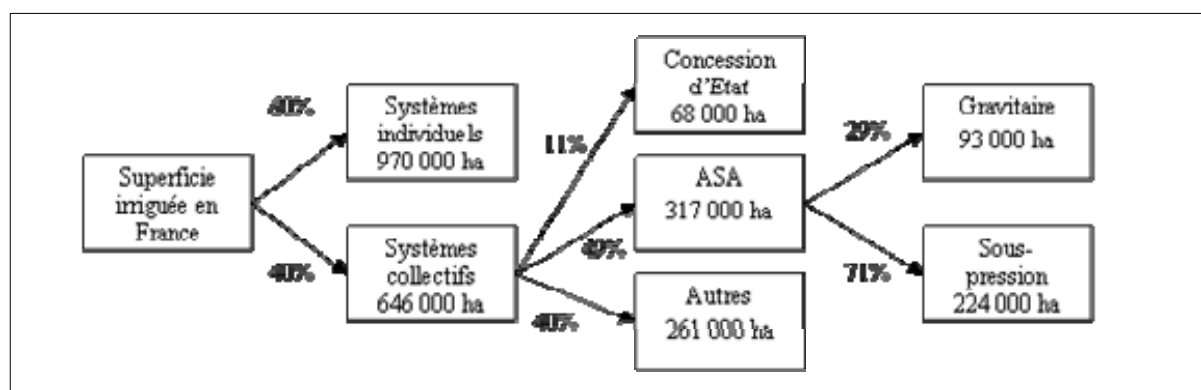 Superficie
irriguée en
France
60%
40%
Systèmes
individuels
970 000 ha
Systèmes
collectifs
646 000 ha
11%
49%
40%
Concession
d'Etat
68 000 ha
ASA
317 000 ha
Autres
261 000 ha
29%
71%
Gravitaire
93 000 ha
Sous-
pression
224 000 ha